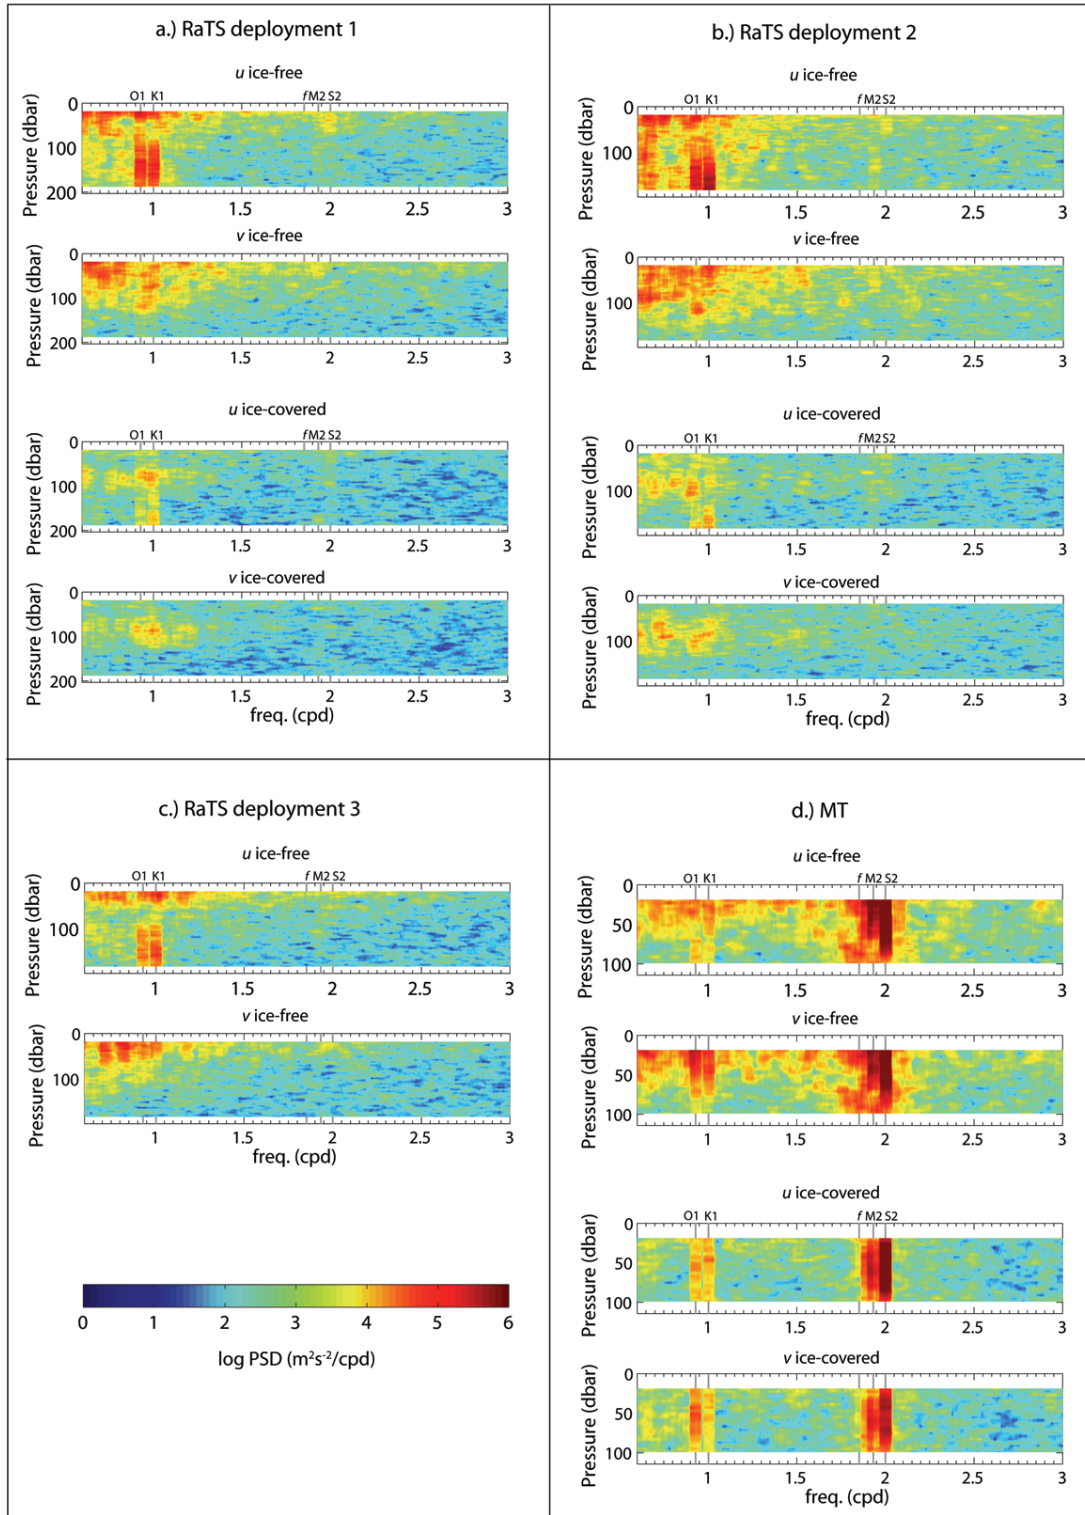 a.) RaTS deployment 1
u ice-free
O1 K1 f M2 S2
Pressure (dbar)
0
100
200
1 1.5 2 2.5 3
v ice-free
Pressure (dbar)
0
100
200
1 1.5 2 2.5 3
u ice-covered
O1 K1 f M2 S2
Pressure (dbar)
0
100
200
1 1.5 2 2.5 3
v ice-covered
Pressure (dbar)
0
100
200
1 1.5 2 2.5 3
freq. (cpd)
b.) RaTS deployment 2
u ice-free
O1 K1 f M2 S2
Pressure (dbar)
0
100
1 1.5 2 2.5 3
v ice-free
Pressure (dbar)
0
100
1 1.5 2 2.5 3
u ice-covered
O1 K1 f M2 S2
Pressure (dbar)
0
100
1 1.5 2 2.5 3
v ice-covered
Pressure (dbar)
0
100
1 1.5 2 2.5 3
freq. (cpd)
c.) RaTS deployment 3
u ice-free
O1 K1 f M2 S2
Pressure (dbar)
0
100
1 1.5 2 2.5 3
v ice-free
Pressure (dbar)
0
100
1 1.5 2 2.5 3
freq. (cpd)
0 1 2 3 4 5 6
log PSD (m²s⁻²/cpd)
d.) MT
u ice-free
O1 K1 f M2 S2
Pressure (dbar)
0
50
100
1 1.5 2 2.5 3
v ice-free
Pressure (dbar)
0
50
100
1 1.5 2 2.5 3
u ice-covered
O1 K1 f M2 S2
Pressure (dbar)
0
50
100
1 1.5 2 2.5 3
v ice-covered
Pressure (dbar)
0
50
100
1 1.5 2 2.5 3
freq. (cpd)